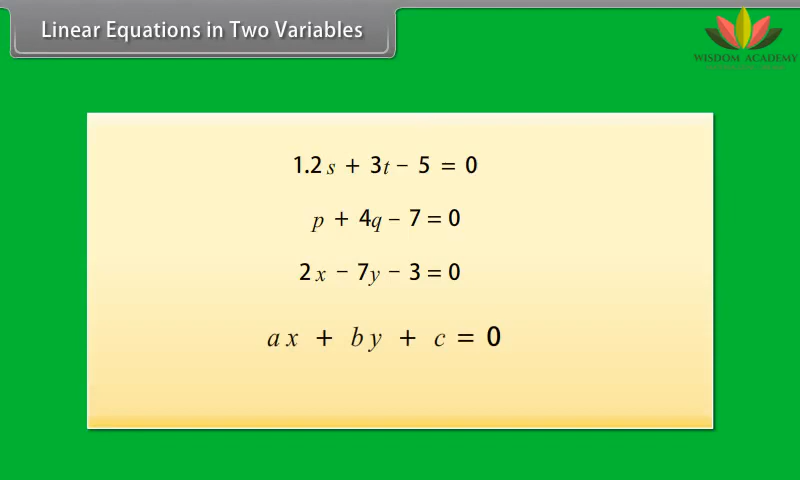 Linear Equations in Two Variables
WISDOM ACADEMY
1.2s + 3t − 5 = 0
p + 4q − 7 = 0
2x − 7y − 3 = 0
ax + by + c = 0